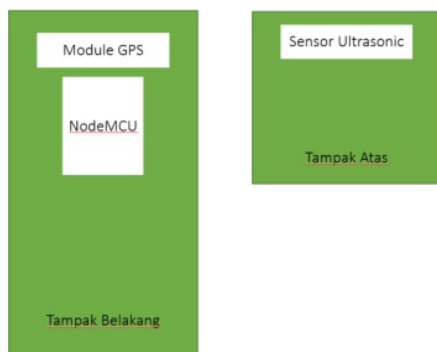 Module GPS
NodeMCU
Tampak Belakang
Sensor Ultrasonic
Tampak Atas